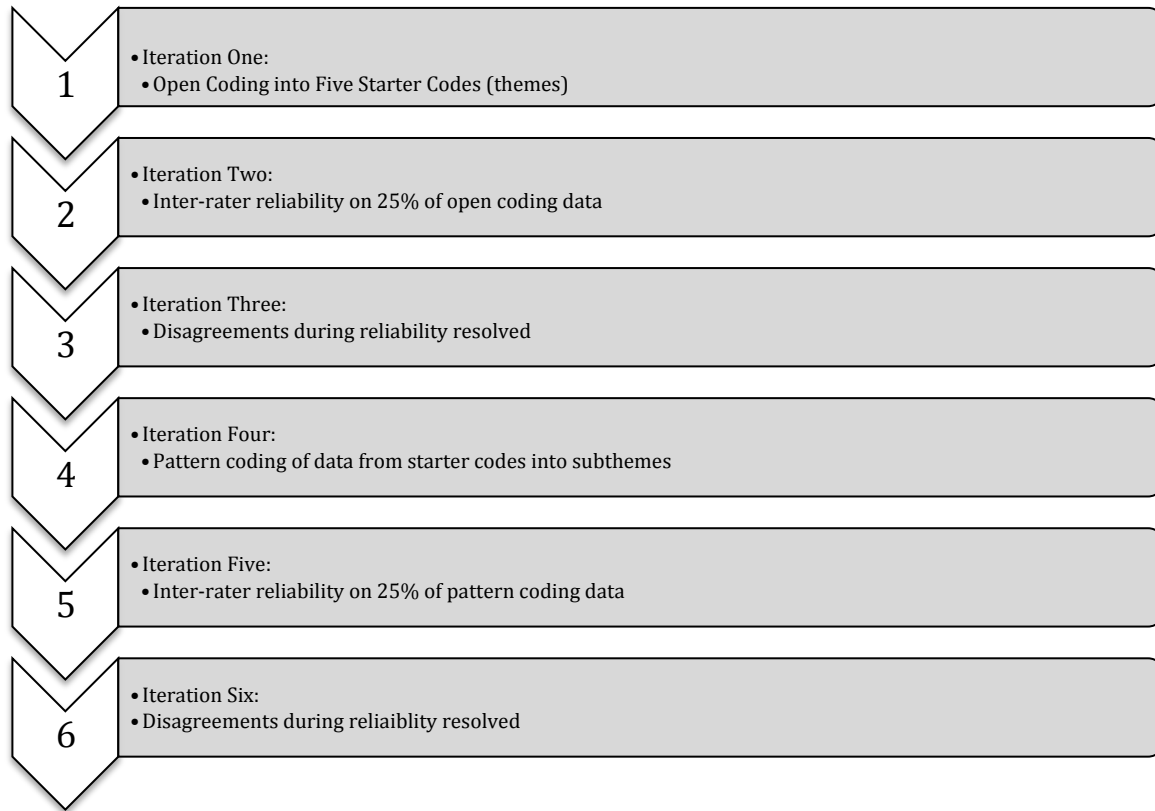 1
• Iteration One:
• Open Coding into Five Starter Codes (themes)
2
• Iteration Two:
• Inter-rater reliability on 25% of open coding data
3
• Iteration Three:
• Disagreements during reliability resolved
4
• Iteration Four:
• Pattern coding of data from starter codes into subthemes
5
• Iteration Five:
• Inter-rater reliability on 25% of pattern coding data
6
• Iteration Six:
• Disagreements during reliaiblity resolved